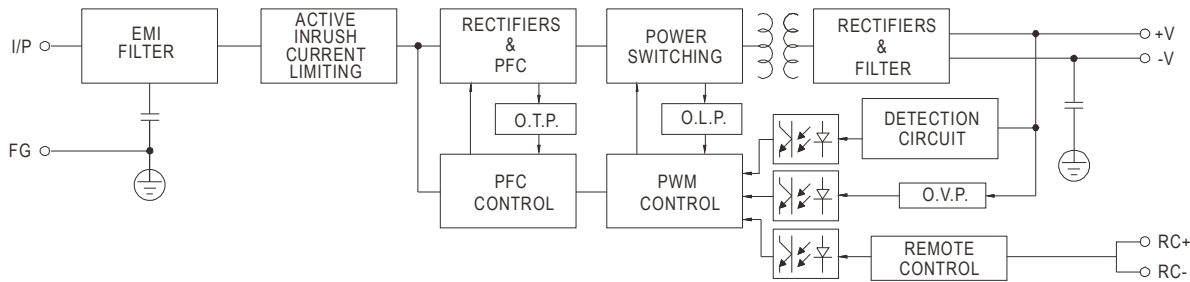 I/P
EMI
FILTER
ACTIVE
INRUSH
CURRENT
LIMITING
RECTIFIERS
&
PFC
POWER
SWITCHING
RECTIFIERS
&
FILTER
+V
-V
O.T.P.
O.L.P.
DETECTION
CIRCUIT
FG
PFC
CONTROL
PWM
CONTROL
O.V.P.
REMOTE
CONTROL
RC+
RC-